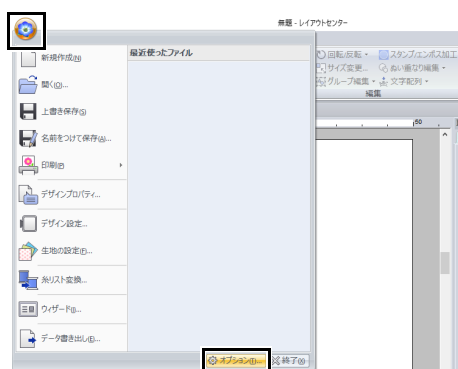 無題 - レイアウトセンター
新規作成(N)
最近使ったファイル
開く(O)...
上書き保存(S)
名前をつけて保存(A)...
印刷(P)
デザインプロパティ...
デザイン設定...
生地の設定(F)...
糸リスト変換...
ウィザード(I)...
データ書き出し(E)...
オプション(T)...
終了(X)
回転/反転
スタンプ/エンボス加工
サイズ変更...
ぬい重なり編集
グループ編集
文字配列
編集
50